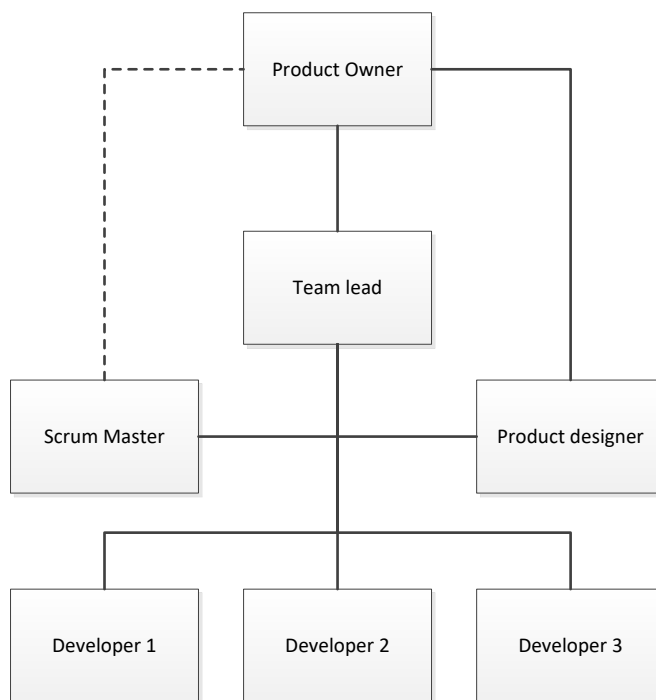 Product Owner
Team lead
Scrum Master
Product designer
Developer 1
Developer 2
Developer 3